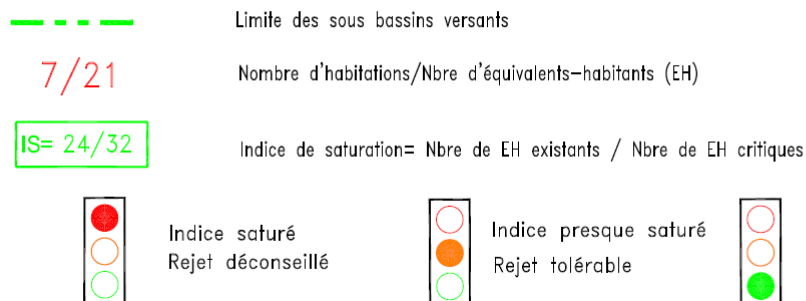 Limite des sous bassins versants
7/21
Nombre d'habitations/Nbre d'équivalents-habitants (EH)
IS= 24/32
Indice de saturation= Nbre de EH existants / Nbre de EH critiques
Indice saturé
Rejet déconseillé
Indice presque saturé
Rejet tolérable